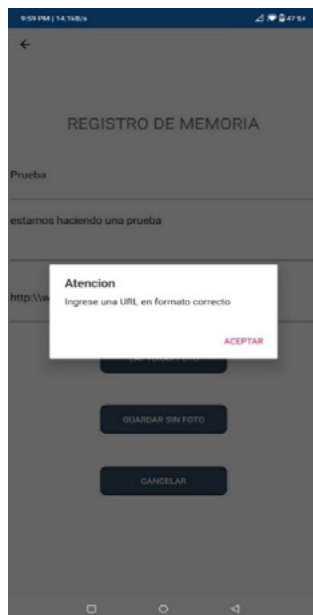 9:59 PM | 14.1kB/s
REGISTRO DE MEMORIA
Prueba
estamos haciendo una prueba
Atencion
Ingrese una URL en formato correcto
http:\\w
ACEPTAR
GUARDAR SIN FOTO
CANCELAR